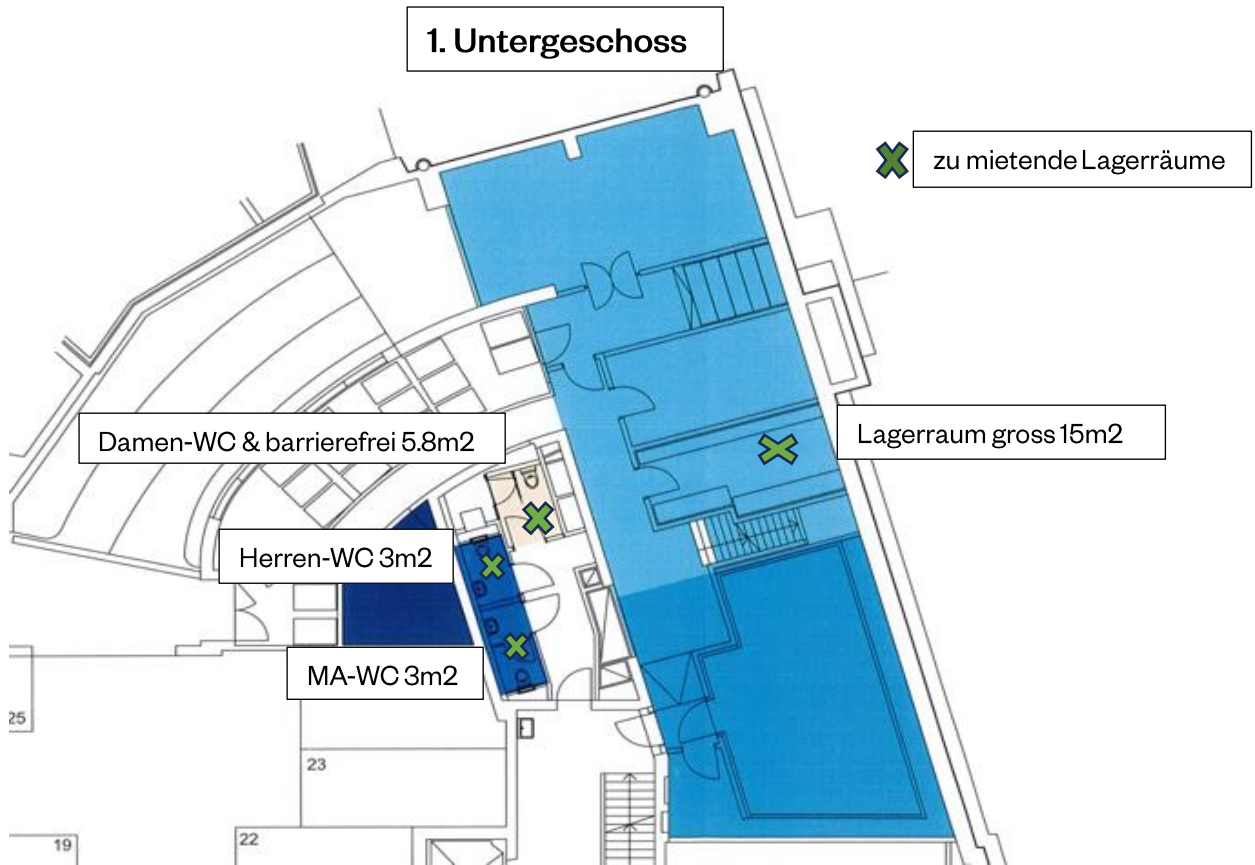 1. Untergeschoss
zu mietende Lagerräume
Damen-WC & barrierefrei 5.8m2
Lagerraum gross 15m2
Herren-WC 3m2
MA-WC 3m2
25
23
22
19